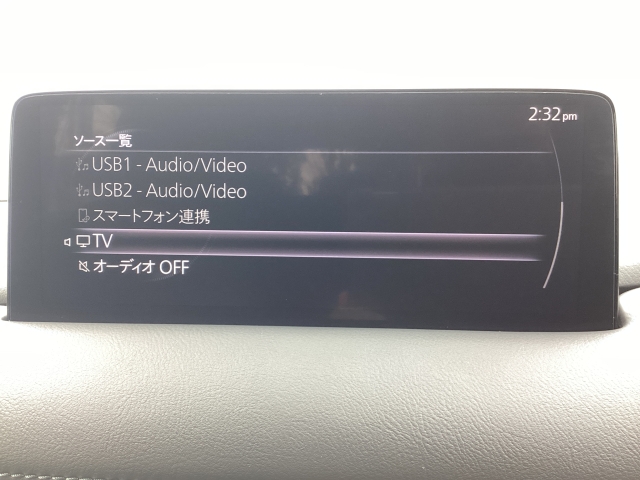 2:32pm
ソース一覧
USB1 - Audio/Video
USB2 - Audio/Video
スマートフォン連携
TV
オーディオ OFF